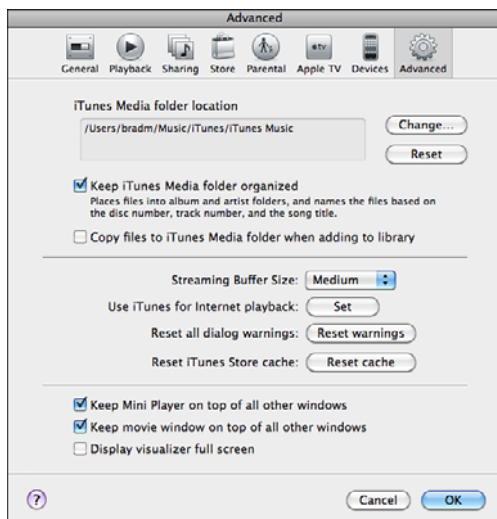 Advanced
General Playback Sharing Store Parental Apple TV Devices Advanced
iTunes Media folder location
/Users/bradm/Music/iTunes/iTunes Music
Change...
Reset
Keep iTunes Media folder organized
Places files into album and artist folders, and names the files based on
the disc number, track number, and the song title.
Copy files to iTunes Media folder when adding to library
Streaming Buffer Size: Medium
Use iTunes for Internet playback: Set
Reset all dialog warnings: Reset warnings
Reset iTunes Store cache: Reset cache
Keep Mini Player on top of all other windows
Keep movie window on top of all other windows
Display visualizer full screen
? Cancel OK